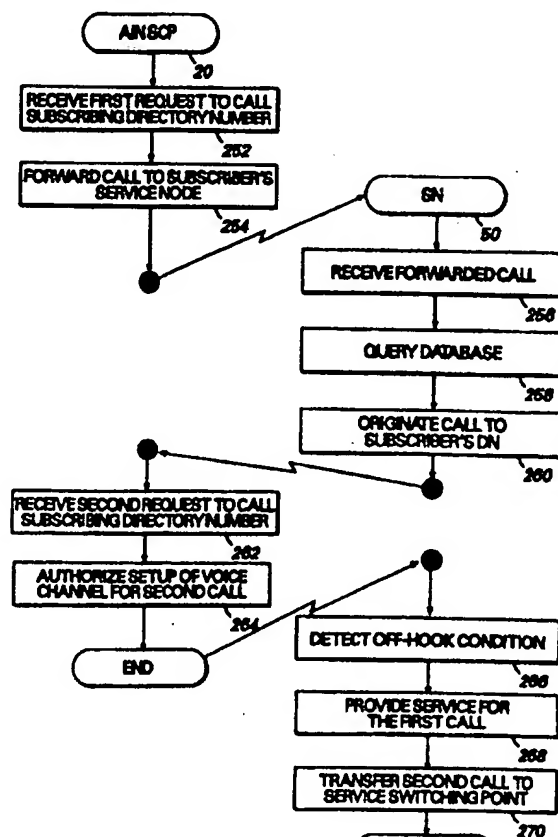 AIN SCP
20
RECEIVE FIRST REQUEST TO CALL
SUBSCRIBING DIRECTORY NUMBER
252
FORWARD CALL TO SUBSCRIBER'S
SERVICE NODE
254
SN
50
RECEIVE FORWARDED CALL
256
QUERY DATABASE
258
ORIGINATE CALL TO
SUBSCRIBER'S DN
260
RECEIVE SECOND REQUEST TO CALL
SUBSCRIBING DIRECTORY NUMBER
262
AUTHORIZE SETUP OF VOICE
CHANNEL FOR SECOND CALL
264
END
DETECT OFF-HOOK CONDITION
266
PROVIDE SERVICE FOR
THE FIRST CALL
268
TRANSFER SECOND CALL TO
SERVICE SWITCHING POINT
270